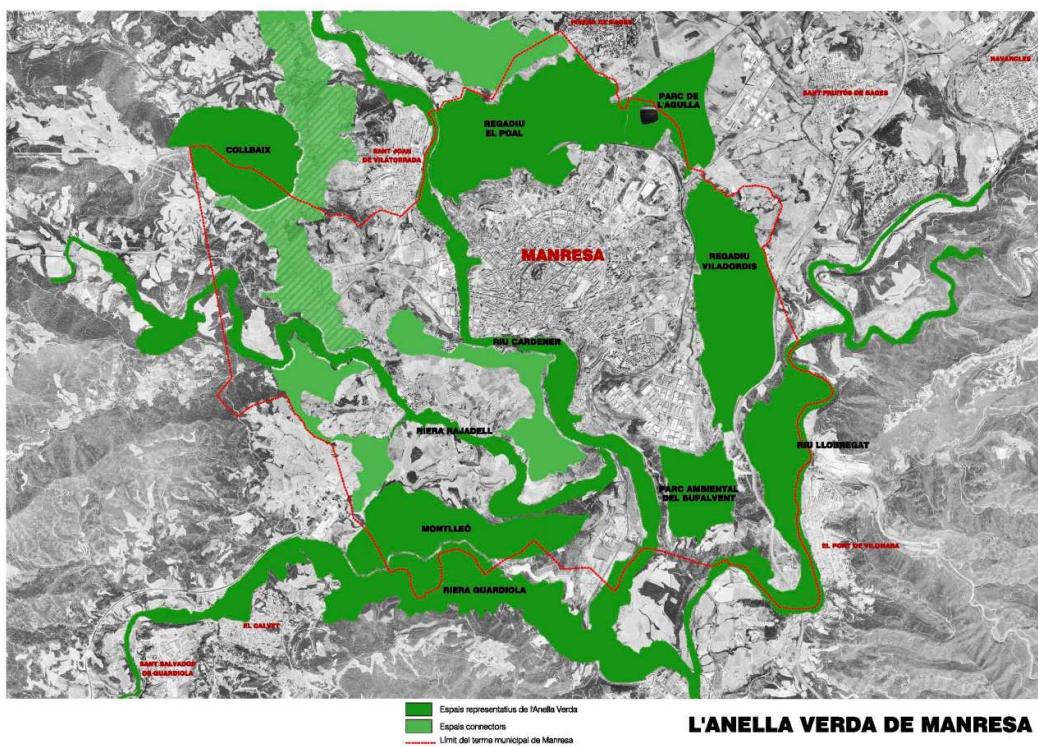 PINEDA DE BAGES
NAVARCLES
SANT FRUITÓS DE BAGES
PARC DE
L'AGULLA
REGADIU
EL POAL
COLLBAIX
SANT JOAN
DE VILATORRADA
MANRESA
REGADIU
VILADORDIS
RIU CARDENER
RIERA RAJADELL
RIU LLOBREGAT
PARC AMBIENTAL
DEL BUFALVENT
MONTLLEÓ
EL PONT DE VILOMARA
RIERA GUARDIOLA
EL CALVET
SANT SALVADOR
DE GUARDIOLA
Espais representatius de l'Anella Verda
Espais connectors
Límit del terme municipal de Manresa
L'ANELLA VERDA DE MANRESA